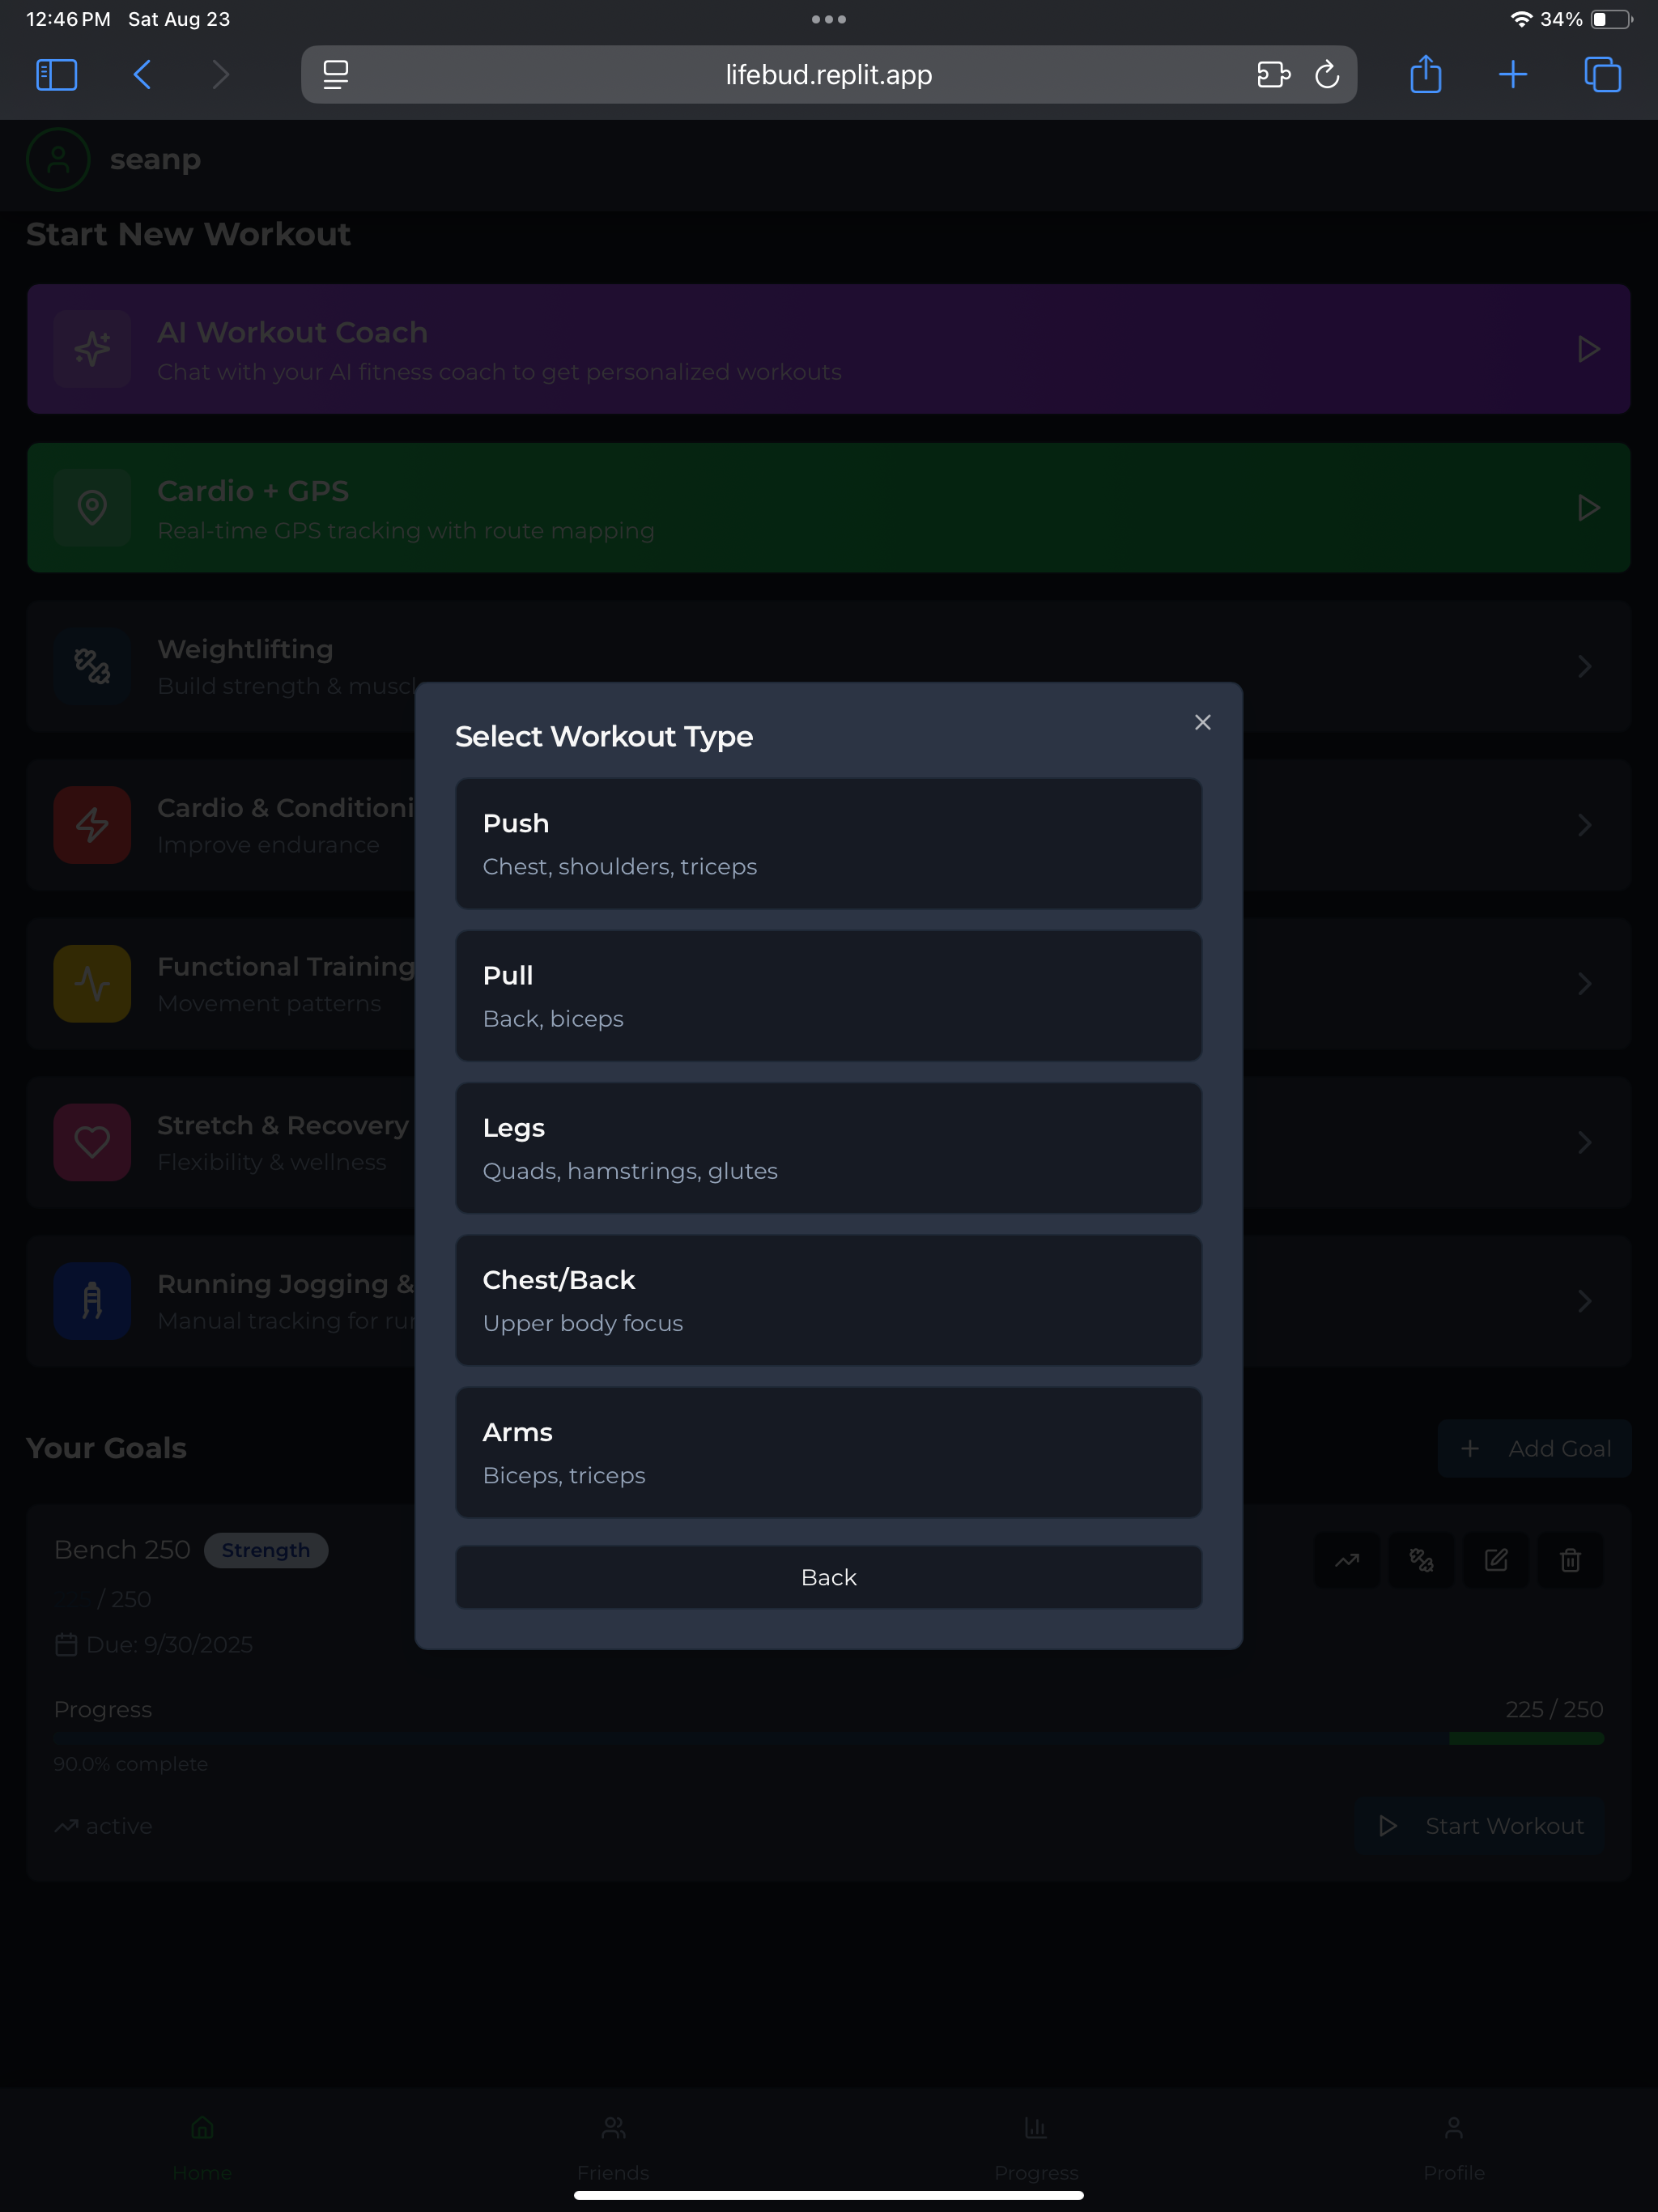 12:46 PM Sat Aug 23
34%
lifebud.replit.app
seanp
Start New Workout
AI Workout Coach
Chat with your AI fitness coach to get personalized workouts
Cardio + GPS
Real-time GPS tracking with route mapping
Weightlifting
Build strength & muscl
Cardio & Conditioni
Improve endurance
Functional Training
Movement patterns
Stretch & Recovery
Flexibility & wellness
Running Jogging &
Manual tracking for ru
Select Workout Type
Push
Chest, shoulders, triceps
Pull
Back, biceps
Legs
Quads, hamstrings, glutes
Chest/Back
Upper body focus
Arms
Biceps, triceps
Back
Your Goals
Add Goal
Bench 250 Strength
/ 250
Due: 9/30/2025
Progress 225 / 250
90.0% complete
active
Start Workout
Home Friends Progress Profile